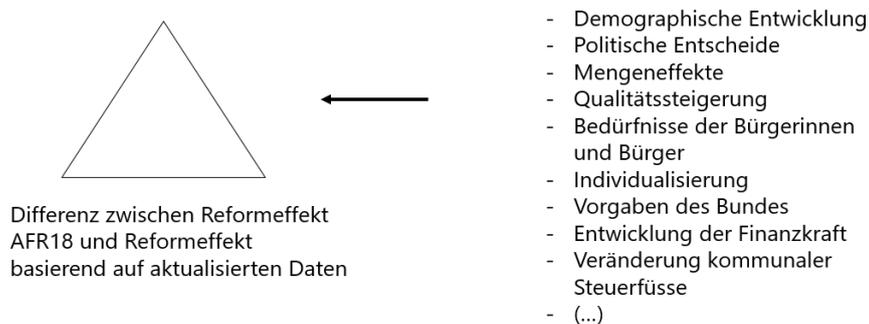 Differenz zwischen Reformeffekt
AFR18 und Reformeffekt
basierend auf aktualisierten Daten
- Demographische Entwicklung
- Politische Entscheide
- Mengeneffekte
- Qualitätssteigerung
- Bedürfnisse der Bürgerinnen
und Bürger
- Individualisierung
- Vorgaben des Bundes
- Entwicklung der Finanzkraft
- Veränderung kommunaler
Steuerfüsse
- (...)